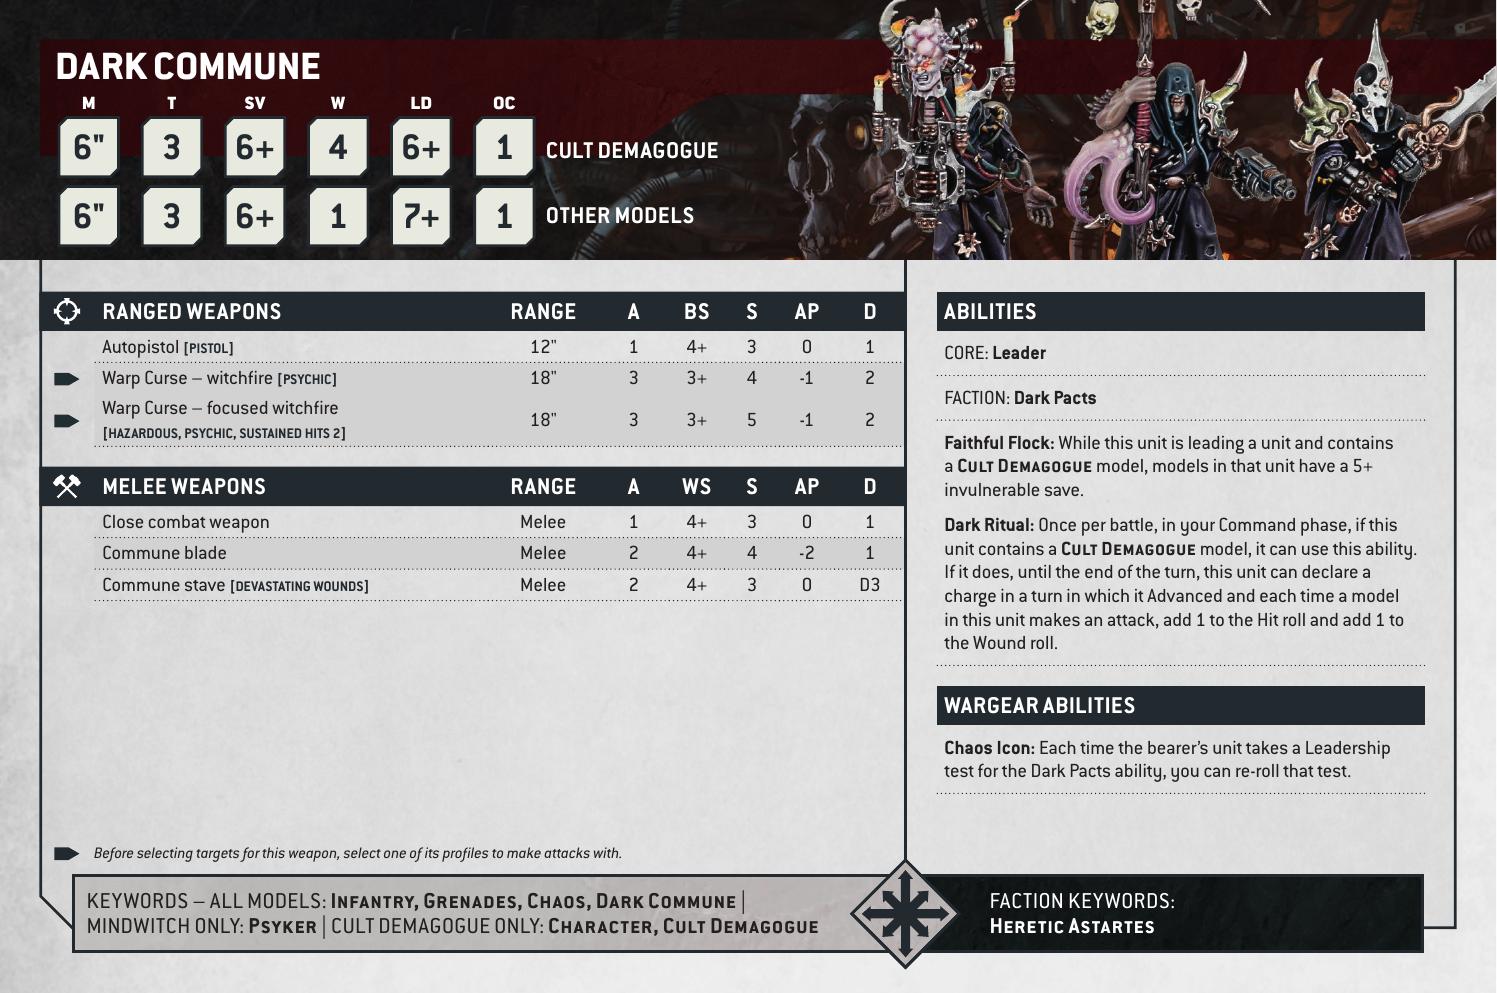 DARK COMMUNE
M T SV W LD OC
6" 3 6+ 4 6+ 1 CULT DEMAGOGUE
6" 3 6+ 1 7+ 1 OTHER MODELS
RANGED WEAPONS RANGE A BS S AP D
Autopistol [PISTOL] 12" 1 4+ 3 0 1
Warp Curse – witchfire [PSYCHIC] 18" 3 3+ 4 -1 2
Warp Curse – focused witchfire
[HAZARDOUS, PSYCHIC, SUSTAINED HITS 2] 18" 3 3+ 5 -1 2
MELEE WEAPONS RANGE A WS S AP D
Close combat weapon Melee 1 4+ 3 0 1
Commune blade Melee 2 4+ 4 -2 1
Commune stave [DEVASTATING WOUNDS] Melee 2 4+ 3 0 D3
Before selecting targets for this weapon, select one of its profiles to make attacks with.
ABILITIES
CORE: Leader
FACTION: Dark Pacts
Faithful Flock: While this unit is leading a unit and contains
a CULT DEMAGOGUE model, models in that unit have a 5+
invulnerable save.
Dark Ritual: Once per battle, in your Command phase, if this
unit contains a CULT DEMAGOGUE model, it can use this ability.
If it does, until the end of the turn, this unit can declare a
charge in a turn in which it Advanced and each time a model
in this unit makes an attack, add 1 to the Hit roll and add 1 to
the Wound roll.
WARGEAR ABILITIES
Chaos Icon: Each time the bearer’s unit takes a Leadership
test for the Dark Pacts ability, you can re-roll that test.
KEYWORDS – ALL MODELS: INFANTRY, GRENADES, CHAOS, DARK COMMUNE |
MINDWITCH ONLY: PSYKER | CULT DEMAGOGUE ONLY: CHARACTER, CULT DEMAGOGUE
FACTION KEYWORDS:
HERETIC ASTARTES